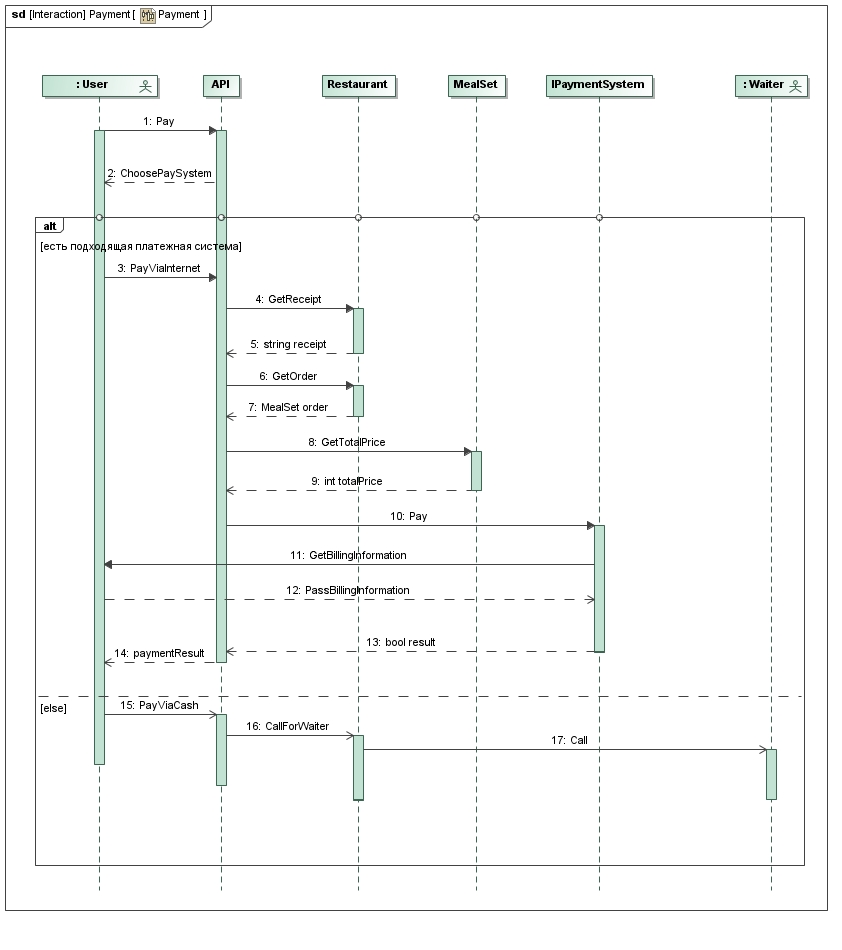 sd [Interaction] Payment [ Payment ]
: User
API
Restaurant
MealSet
IPaymentSystem
: Waiter
1: Pay
2: ChoosePaySystem
alt
[есть подходящая платежная система]
3: PayViaInternet
4: GetReceipt
5: string receipt
6: GetOrder
7: MealSet order
8: GetTotalPrice
9: int totalPrice
10: Pay
11: GetBillingInformation
12: PassBillingInformation
13: bool result
14: paymentResult
[else]
15: PayViaCash
16: CallForWaiter
17: Call